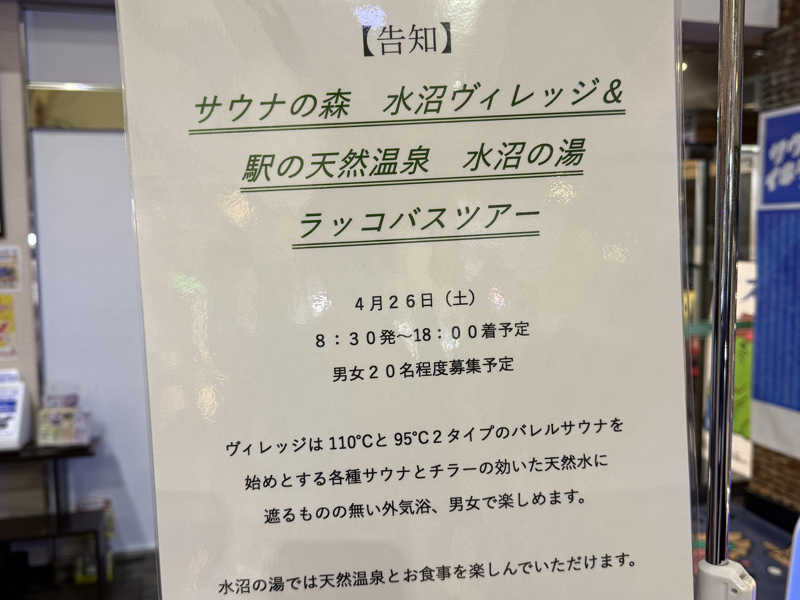 【告知】
サウナの森　水沼ヴィレッジ&
駅の天然温泉　水沼の湯
ラッコバスツアー
４月２６日（土）
８：３０発〜18：００着予定
男女２０名程度募集予定
ヴィレッジは110℃と95℃２タイプのバレルサウナを
始めとする各種サウナとチラーの効いた天然水に
遮るものの無い外気浴、男女で楽しめます。
水沼の湯では天然温泉とお食事を楽しんでいただけます。